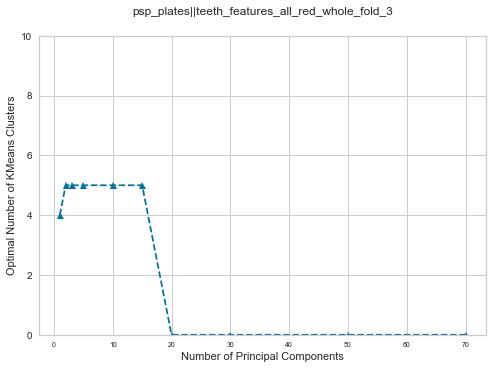 psp_plates||teeth_features_all_red_whole_fold_3
10
8
6
4
2
0
Optimal Number of KMeans Clusters
0 10 20 30 40 50 60 70
Number of Principal Components